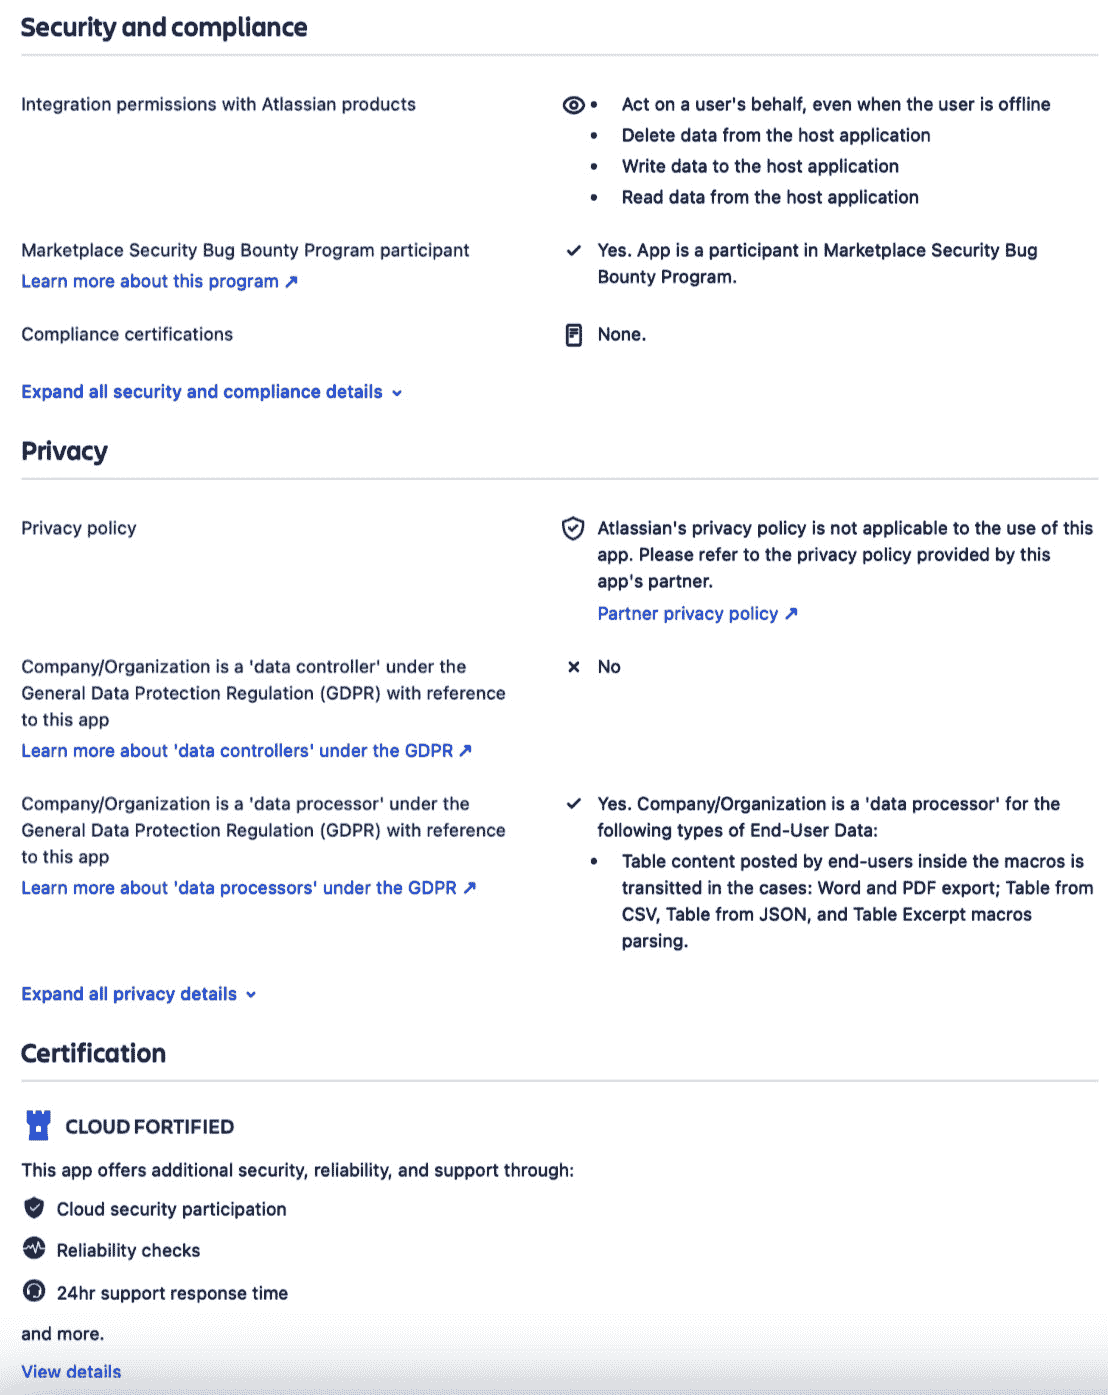 Security and compliance
Integration permissions with Atlassian products
• Act on a user's behalf, even when the user is offline
• Delete data from the host application
• Write data to the host application
• Read data from the host application
Marketplace Security Bug Bounty Program participant
Learn more about this program ↗
Yes. App is a participant in Marketplace Security Bug
Bounty Program.
Compliance certifications
None.
Expand all security and compliance details
Privacy
Privacy policy
Atlassian's privacy policy is not applicable to the use of this
app. Please refer to the privacy policy provided by this
app's partner.
Partner privacy policy ↗
Company/Organization is a 'data controller' under the
General Data Protection Regulation (GDPR) with reference
to this app
Learn more about 'data controllers' under the GDPR ↗
No
Company/Organization is a 'data processor' under the
General Data Protection Regulation (GDPR) with reference
to this app
Learn more about 'data processors' under the GDPR ↗
Yes. Company/Organization is a 'data processor' for the
following types of End-User Data:
• Table content posted by end-users inside the macros is
transitted in the cases: Word and PDF export; Table from
CSV, Table from JSON, and Table Excerpt macros
parsing.
Expand all privacy details
Certification
CLOUD FORTIFIED
This app offers additional security, reliability, and support through:
Cloud security participation
Reliability checks
24hr support response time
and more.
View details